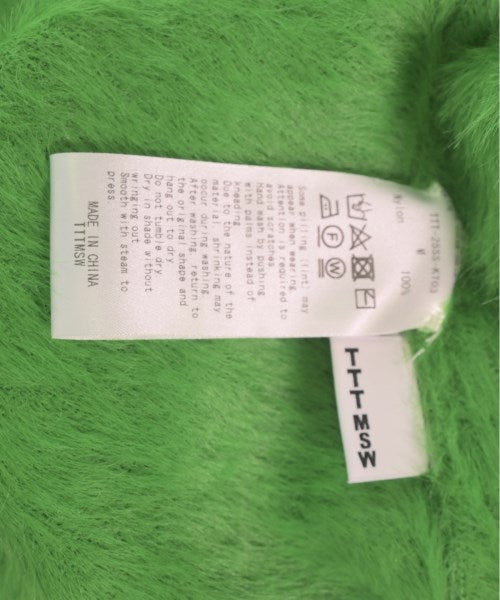 TTT-25SS-KT03
M
Nylon 100%
Some pilling (lint) may
appear when wearing.
Attention is required to
avoid scratches
Hand wash by pushing
with palms instead of
kneading.
Due to the nature of the
material, shrinking may
occur during washing.
After washing return to
the original shape and
hang out to dry
Do not tumble dry
Dry in shade without
wringing out
Smooth with steam to
press.
MADE IN CHINA
TTTMSW
TTTMSW